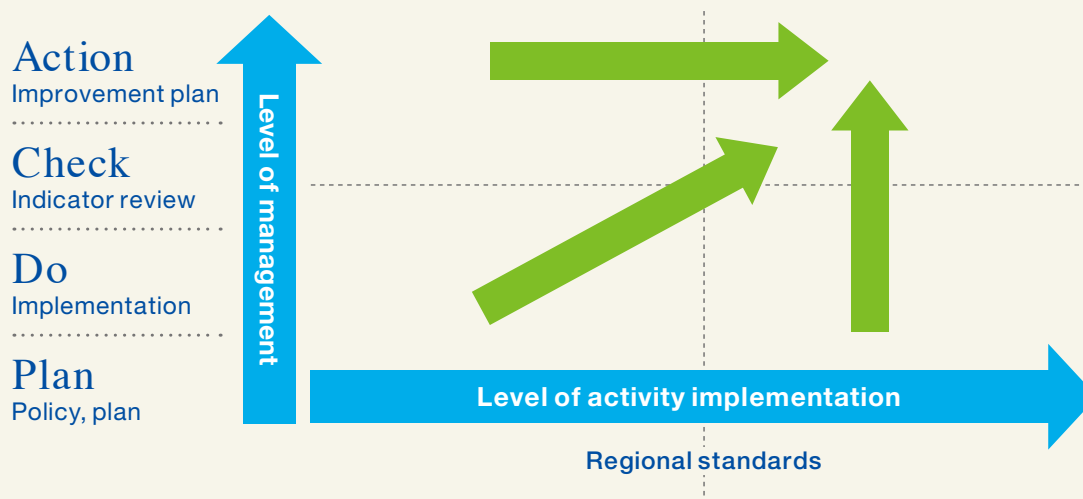 Action
Improvement plan
Check
Indicator review
Do
Implementation
Plan
Policy, plan
Level of management
Level of activity implementation
Regional standards